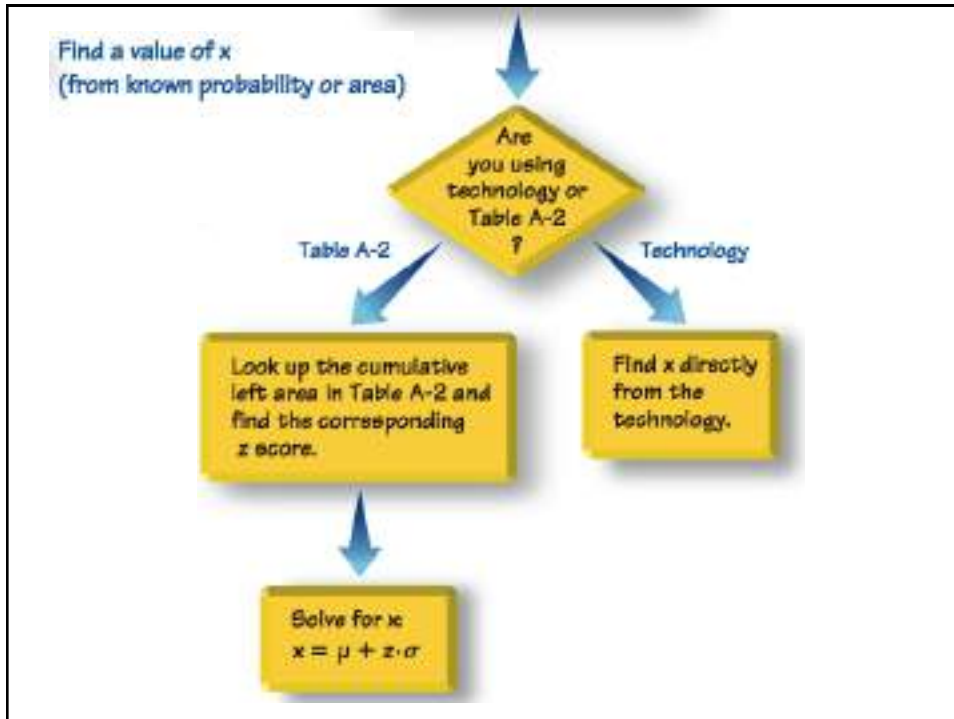 Find a value of x
(from known probability or area)
Are
you using
technology or
Table A-2
?
Table A-2
Technology
Look up the cumulative
left area in Table A-2 and
find the corresponding
z score.
Find x directly
from the
technology.
Solve for x:
x = μ + z·σ